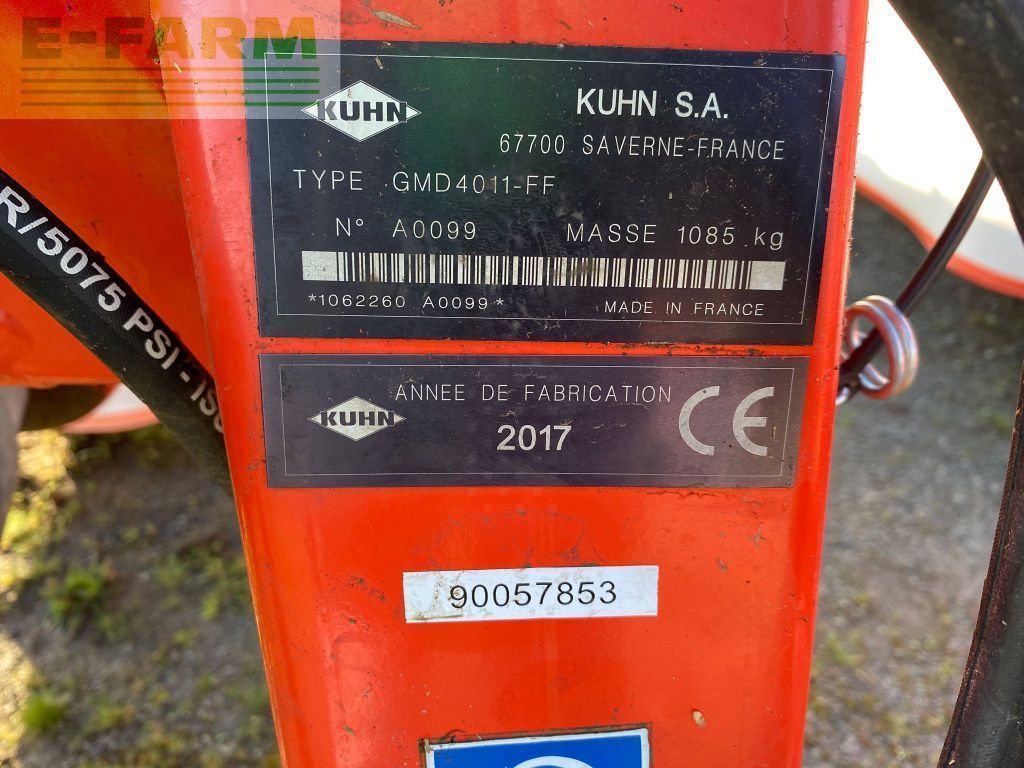 E-FARM
KUHN
KUHN S.A.
67700 SAVERNE-FRANCE
TYPE GMD4011-FF
N° A0099 MASSE 1085 kg
*1062260 A0099*
MADE IN FRANCE
R/5075 PSI - IS
KUHN
ANNEE DE FABRICATION
2017
CE
90057853